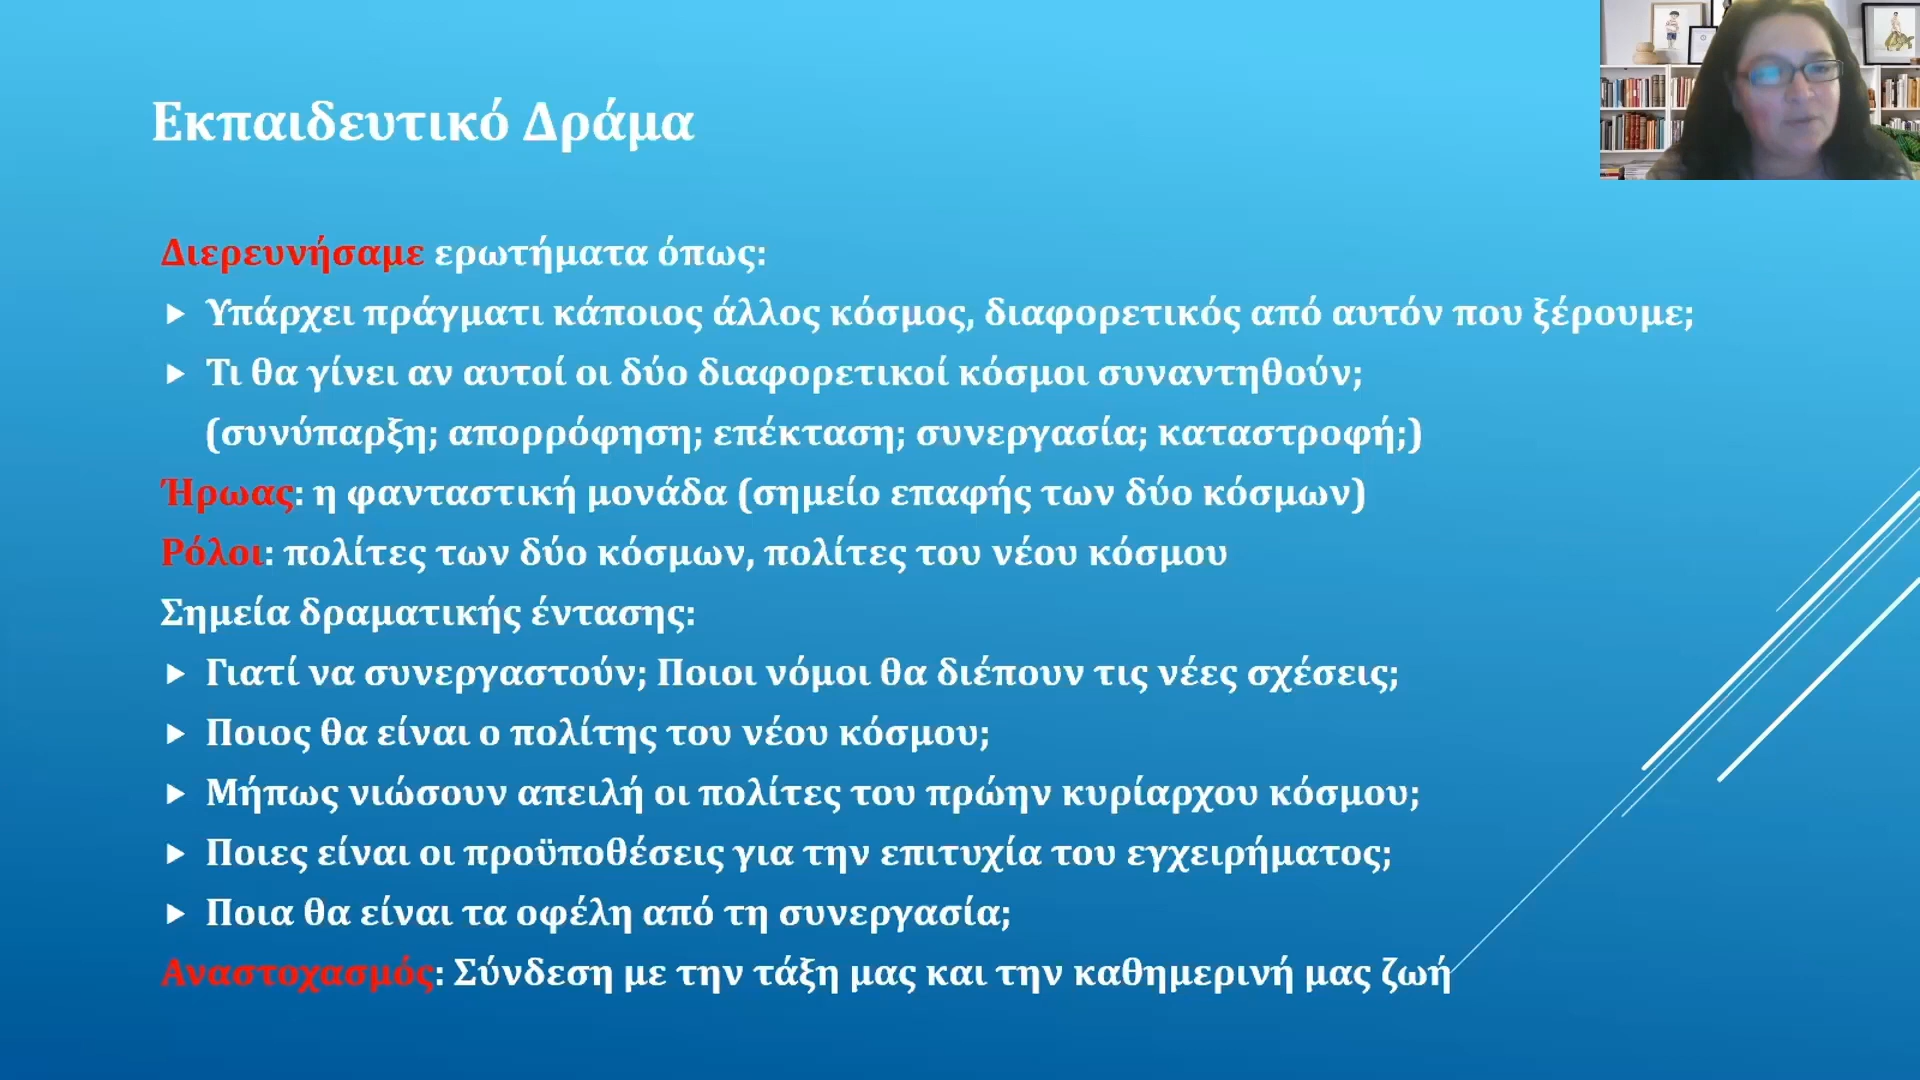 Εκπαιδευτικό Δράμα
Διερευνήσαμε ερωτήματα όπως:
Υπάρχει πράγματι κάποιος άλλος κόσμος, διαφορετικός από αυτόν που ξέρουμε;
Τι θα γίνει αν αυτοί οι δύο διαφορετικοί κόσμοι συναντηθούν;
(συνύπαρξη; απορρόφηση; επέκταση; συνεργασία; καταστροφή;)
Ήρωας: η φανταστική μονάδα (σημείο επαφής των δύο κόσμων)
Ρόλοι: πολίτες των δύο κόσμων, πολίτες του νέου κόσμου
Σημεία δραματικής έντασης:
Γιατί να συνεργαστούν; Ποιοι νόμοι θα διέπουν τις νέες σχέσεις;
Ποιος θα είναι ο πολίτης του νέου κόσμου;
Μήπως νιώσουν απειλή οι πολίτες του πρώην κυρίαρχου κόσμου;
Ποιες είναι οι προϋποθέσεις για την επιτυχία του εγχειρήματος;
Ποια θα είναι τα οφέλη από τη συνεργασία;
Αναστοχασμός: Σύνδεση με την τάξη μας και την καθημερινή μας ζωή